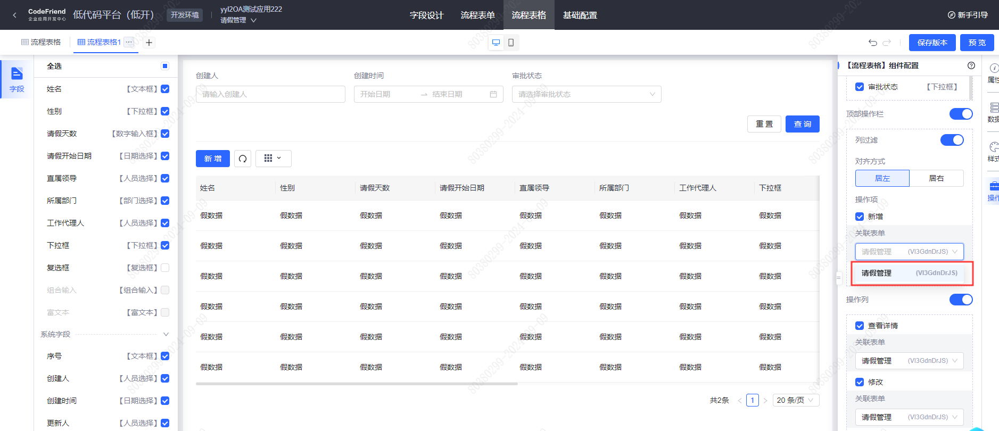 CodeFriend
企业应用开发中心
低代码平台（低开）
开发环境
yyl2OA测试应用222
请假管理
字段设计
流程表单
流程表格
基础配置
新手引导
流程表格
流程表格1
保存版本
预 览
字段
全选
姓名 【文本框】
性别 【下拉框】
请假天数 【数字输入框】
请假开始日期 【日期选择】
直属领导 【人员选择】
所属部门 【部门选择】
工作代理人 【人员选择】
下拉框 【下拉框】
复选框 【复选框】
组合输入 【组合输入】
富文本 【富文本】
系统字段
序号 【文本框】
创建人 【人员选择】
创建时间 【日期选择】
更新人 【人员选择】
创建人 创建时间 审批状态
请输入创建人 开始日期 结束日期 请选择审批状态
重 置 查 询
新 增
姓名 性别 请假天数 请假开始日期 直属领导 所属部门 工作代理人 下拉框
假数据 假数据 假数据 假数据 假数据 假数据 假数据 假数据
假数据 假数据 假数据 假数据 假数据 假数据 假数据 假数据
假数据 假数据 假数据 假数据 假数据 假数据 假数据 假数据
假数据 假数据 假数据 假数据 假数据 假数据 假数据 假数据
假数据 假数据 假数据 假数据 假数据 假数据 假数据 假数据
假数据 假数据 假数据 假数据 假数据 假数据 假数据 假数据
共2条 1 20 条/页
【流程表格】组件配置
审批状态 【下拉框】
顶部操作栏
列过滤
对齐方式
居左 居右
操作项
新增
关联表单
请假管理 (VI3GdnDrJS)
请假管理 (VI3GdnDrJS)
操作列
查看详情
关联表单
请假管理 (VI3GdnDrJS)
修改
关联表单
请假管理 (VI3GdnDrJS)
属性
数据
样式
操作
80380299-2024-09-09